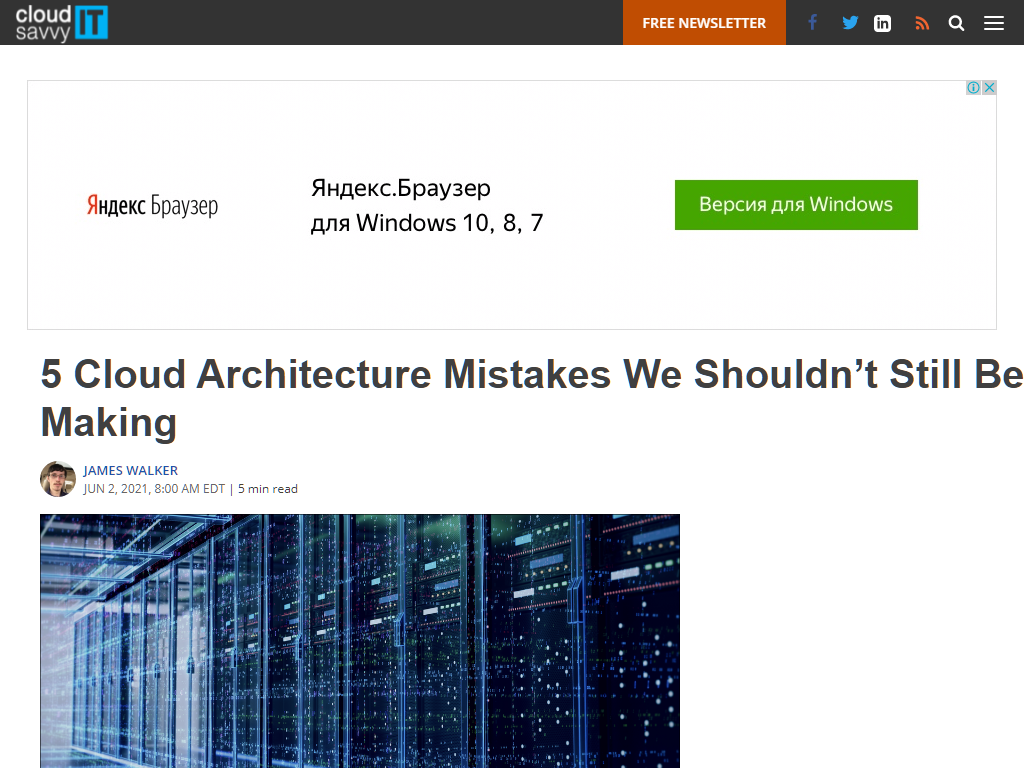 cloud
savvy IT
FREE NEWSLETTER
Яндекс Браузер
Яндекс.Браузер
для Windows 10, 8, 7
Версия для Windows
5 Cloud Architecture Mistakes We Shouldn’t Still Be
Making
JAMES WALKER
JUN 2, 2021, 8:00 AM EDT | 5 min read